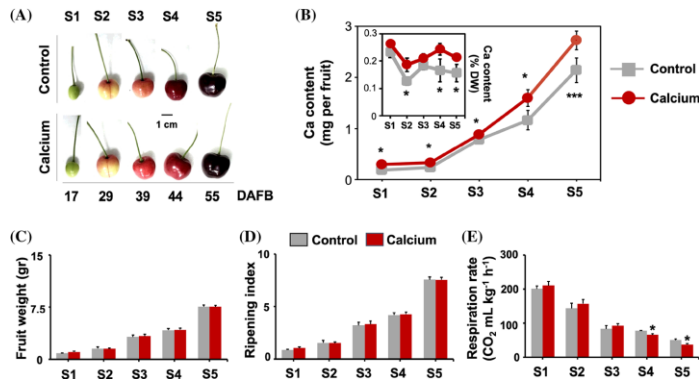 (A)
S1 S2 S3 S4 S5
Control
1 cm
Calcium
17 29 39 44 55 DAFB
(B)
Ca content
(mg per fruit)
3
2
1
0
0.3
0.2
0.1
0
S1 S2 S3 S4 S5
Ca content
(% DW)
* * *
* * * * ***
S1 S2 S3 S4 S5
Control
Calcium
(C)
Fruit weight (gr)
15
7.5
0
S1 S2 S3 S4 S5
(D)
Control Calcium
Ripening index
10
5
0
S1 S2 S3 S4 S5
(E)
Respiration rate
(CO₂ mL kg⁻¹ h⁻¹)
300
200
100
0
* *
S1 S2 S3 S4 S5